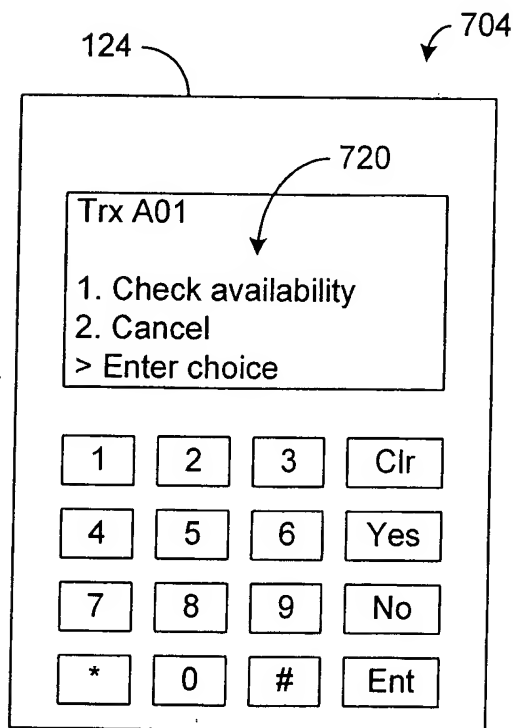 704
124
720
Trx A01
1. Check availability
2. Cancel
> Enter choice
1 2 3 Clr
4 5 6 Yes
7 8 9 No
* 0 # Ent